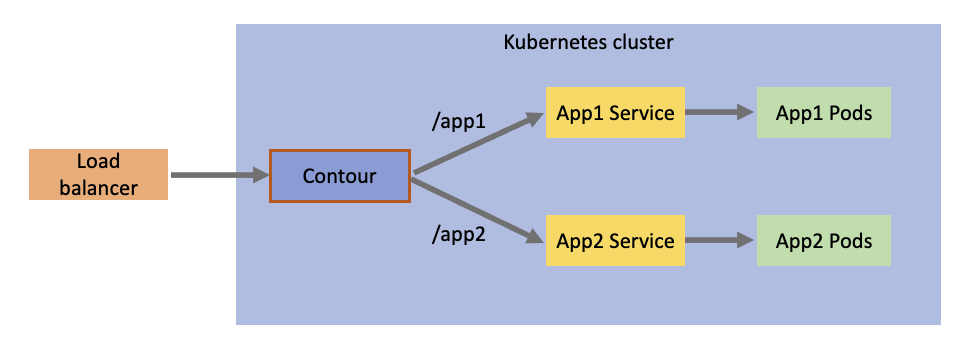 Kubernetes cluster
Load
balancer
Contour
/app1
App1 Service
App1 Pods
/app2
App2 Service
App2 Pods